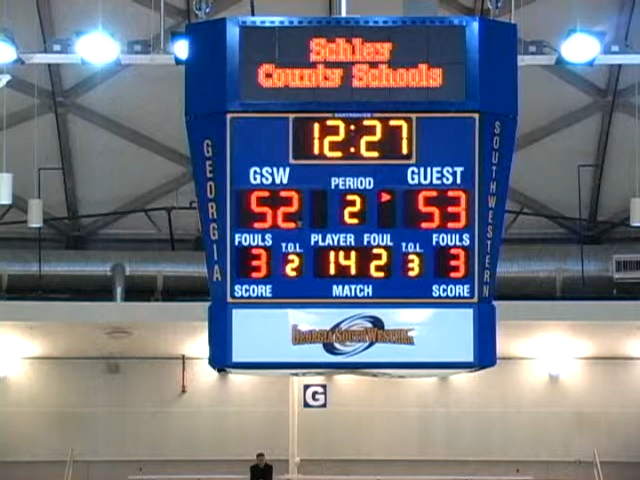 Schley
County Schools
12:27
GSW PERIOD GUEST
52 2 53
FOULS T.O.L. PLAYER FOUL T.O.L. FOULS
3 2 14 2 3 3
SCORE MATCH SCORE
GEORGIA
SOUTHWESTERN
GEORGIA SOUTHWESTERN
G